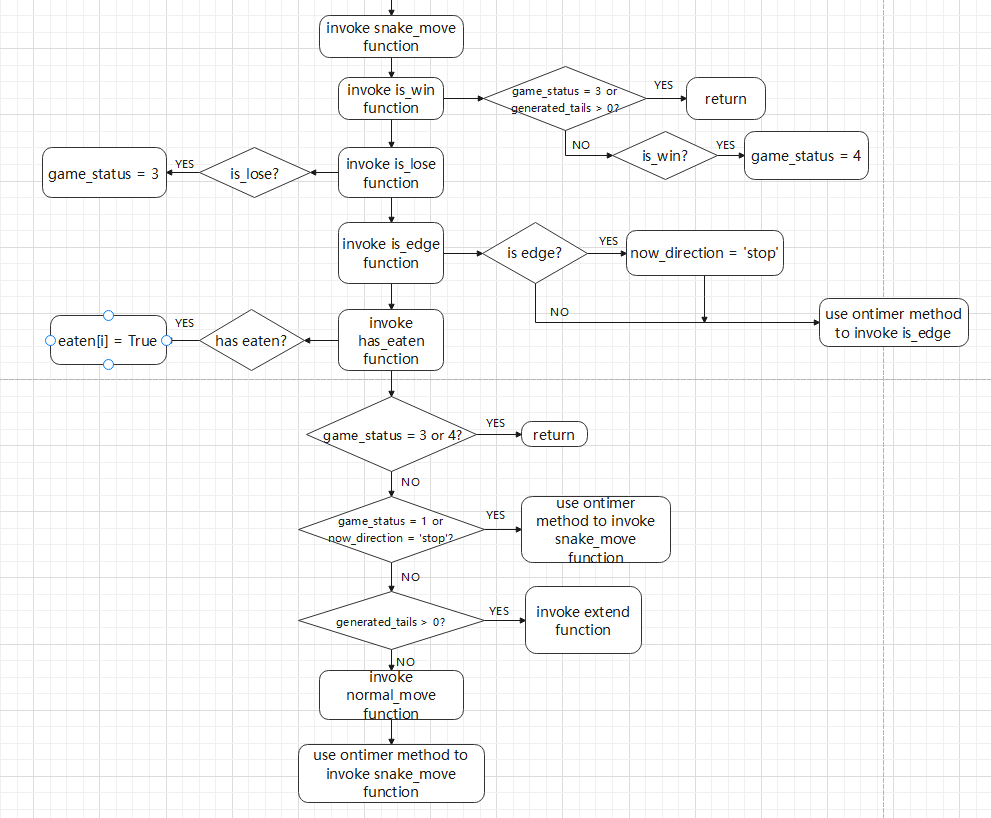 invoke snake_move
function
invoke is_win
function
game_status = 3 or
generated_tails > 0?
YES
return
NO
is_win?
YES
game_status = 4
game_status = 3
YES
is_lose?
invoke is_lose
function
invoke is_edge
function
is edge?
YES
now_direction = 'stop'
NO
use ontimer method
to invoke is_edge
eaten[i] = True
YES
has eaten?
invoke
has_eaten
function
game_status = 3 or 4?
YES
return
NO
game_status = 1 or
now_direction = 'stop'?
YES
use ontimer
method to invoke
snake_move
function
NO
generated_tails > 0?
YES
invoke extend
function
NO
invoke
normal_move
function
use ontimer method to
invoke snake_move
function